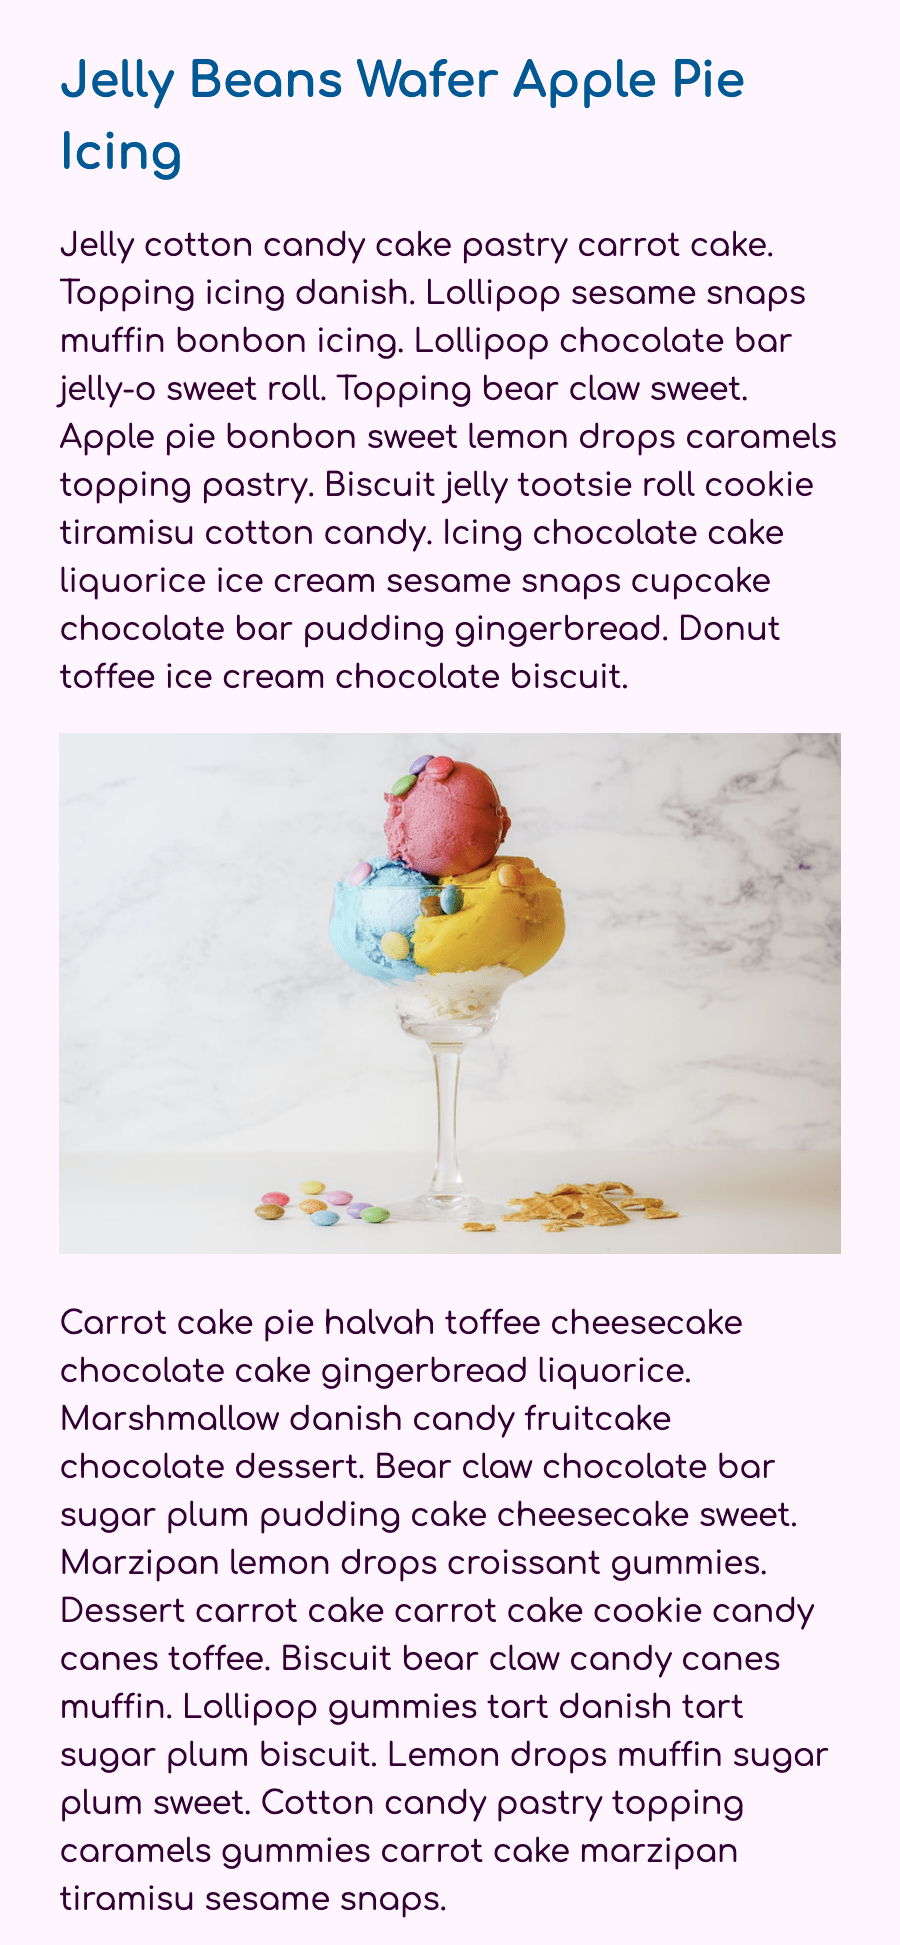 Jelly Beans Wafer Apple Pie
Icing
Jelly cotton candy cake pastry carrot cake.
Topping icing danish. Lollipop sesame snaps
muffin bonbon icing. Lollipop chocolate bar
jelly-o sweet roll. Topping bear claw sweet.
Apple pie bonbon sweet lemon drops caramels
topping pastry. Biscuit jelly tootsie roll cookie
tiramisu cotton candy. Icing chocolate cake
liquorice ice cream sesame snaps cupcake
chocolate bar pudding gingerbread. Donut
toffee ice cream chocolate biscuit.
Carrot cake pie halvah toffee cheesecake
chocolate cake gingerbread liquorice.
Marshmallow danish candy fruitcake
chocolate dessert. Bear claw chocolate bar
sugar plum pudding cake cheesecake sweet.
Marzipan lemon drops croissant gummies.
Dessert carrot cake carrot cake cookie candy
canes toffee. Biscuit bear claw candy canes
muffin. Lollipop gummies tart danish tart
sugar plum biscuit. Lemon drops muffin sugar
plum sweet. Cotton candy pastry topping
caramels gummies carrot cake marzipan
tiramisu sesame snaps.